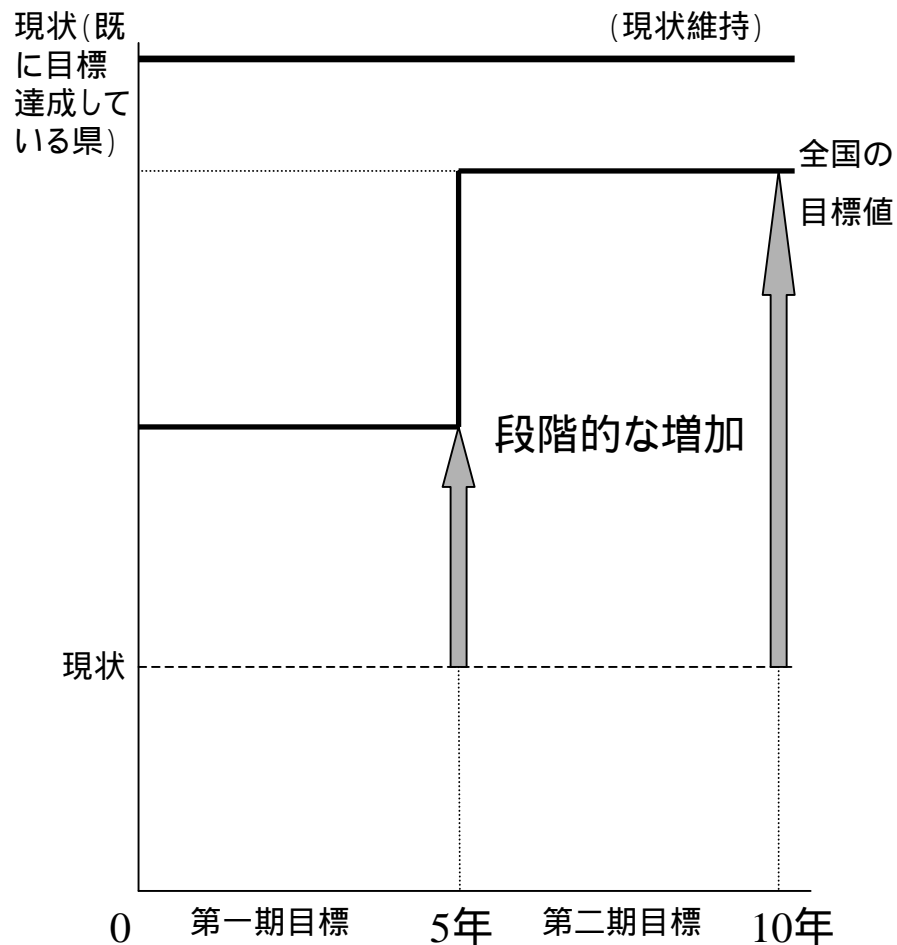 現状(既
に目標
達成して
いる県)
(現状維持)
全国の
目標値
段階的な増加
現状
0 第一期目標 5年 第二期目標 10年